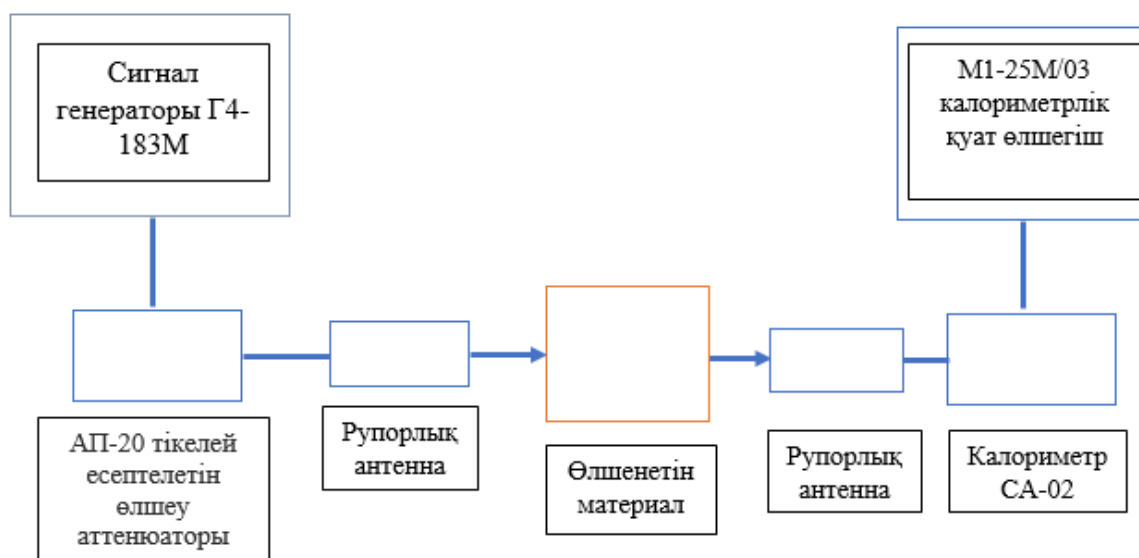 Сигнал
генераторы Г4-
183М
М1-25М/03
калориметрлік
қуат өлшегіш
АП-20 тікелей
есептелетін
өлшеу
аттенюаторы
Рупорлық
антенна
Өлшенетін
материал
Рупорлық
антенна
Калориметр
СА-02